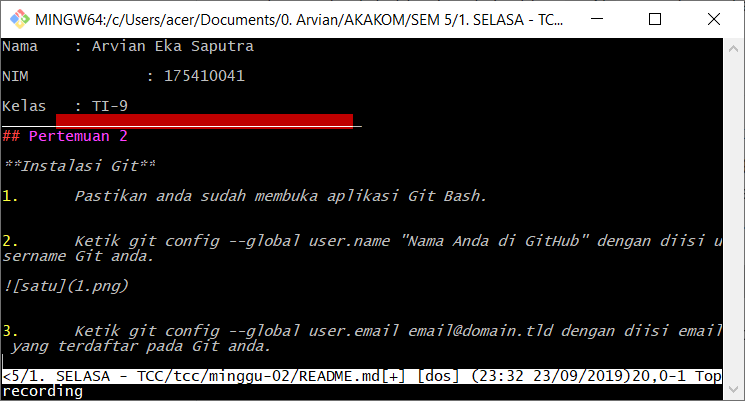 MINGW64:/c/Users/acer/Documents/0. Arvian/AKAKOM/SEM 5/1. SELASA - TC...
Nama : Arvian Eka Saputra
NIM : 175410041
Kelas : TI-9
## Pertemuan 2
**Instalasi Git**
1. Pastikan anda sudah membuka aplikasi Git Bash.
2. Ketik git config --global user.name "Nama Anda di GitHub" dengan diisi u
sername Git anda.
![satu](1.png)
3. Ketik git config --global user.email email@domain.tld dengan diisi email
yang terdaftar pada Git anda.
<5/1. SELASA - TCC/tcc/minggu-02/README.md[+] [dos] (23:32 23/09/2019)20,0-1 Top
recording